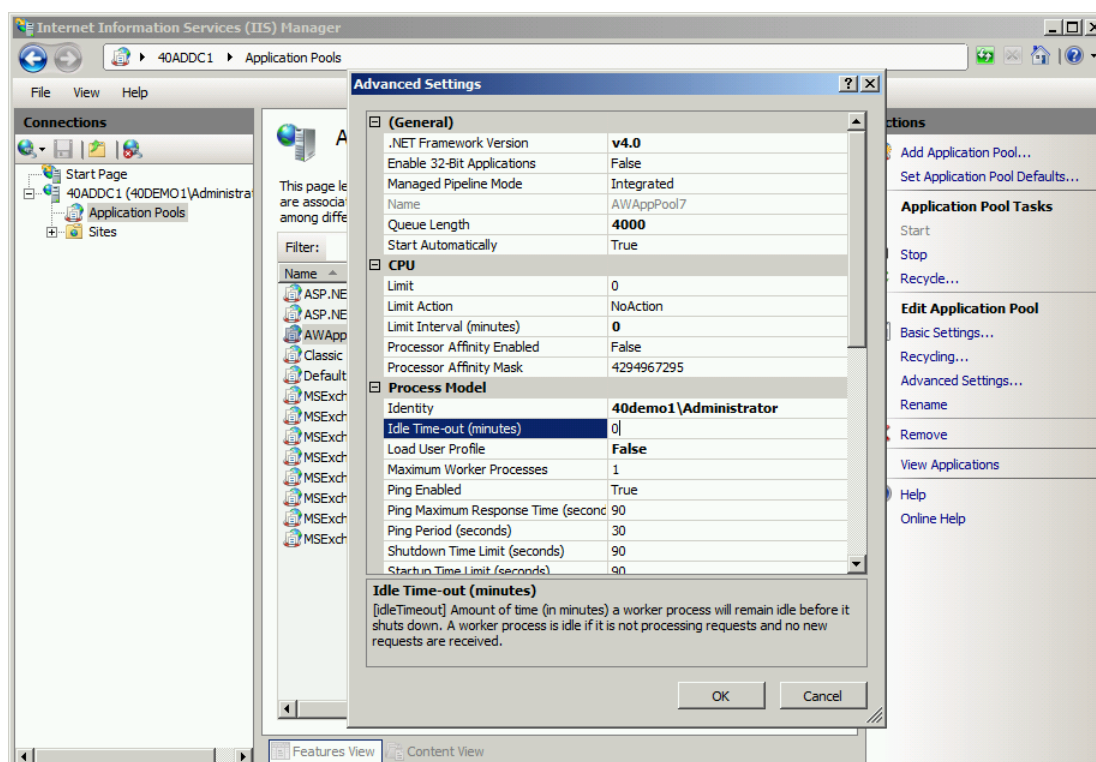 Internet Information Services (IIS) Manager
40ADDC1 Application Pools
File View Help
Connections
Start Page
40ADDC1 (40DEMO1\Administra
Application Pools
Sites
A
This page le
are associat
among diffe
Filter:
Name
ASP.NE
ASP.NE
AWApp
Classic
Default
MSExch
MSExch
MSExch
MSExch
MSExch
MSExch
MSExch
MSExch
Features View Content View
Advanced Settings
(General)
.NET Framework Version v4.0
Enable 32-Bit Applications False
Managed Pipeline Mode Integrated
Name AWAppPool7
Queue Length 4000
Start Automatically True
CPU
Limit 0
Limit Action NoAction
Limit Interval (minutes) 0
Processor Affinity Enabled False
Processor Affinity Mask 4294967295
Process Model
Identity 40demo1\Administrator
Idle Time-out (minutes) 0
Load User Profile False
Maximum Worker Processes 1
Ping Enabled True
Ping Maximum Response Time (second 90
Ping Period (seconds) 30
Shutdown Time Limit (seconds) 90
Startup Time Limit (seconds) 90
Idle Time-out (minutes)
[idleTimeout] Amount of time (in minutes) a worker process will remain idle before it
shuts down. A worker process is idle if it is not processing requests and no new
requests are received.
OK Cancel
ctions
Add Application Pool...
Set Application Pool Defaults...
Application Pool Tasks
Start
Stop
Recycle...
Edit Application Pool
Basic Settings...
Recycling...
Advanced Settings...
Rename
Remove
View Applications
Help
Online Help